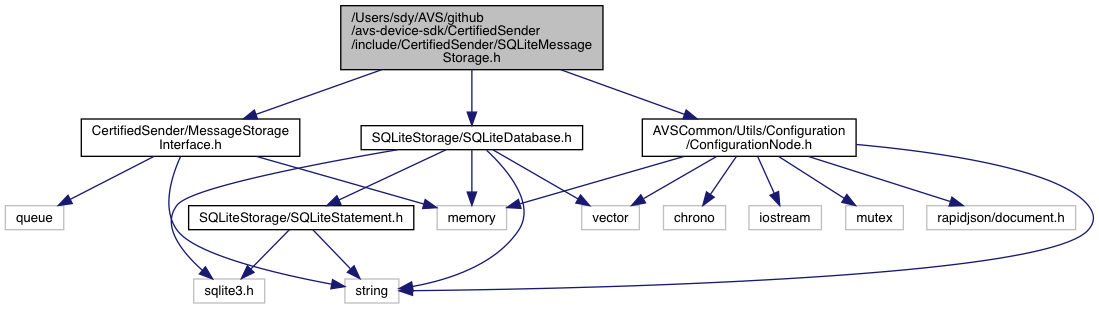 /Users/sdy/AVS/github
/avs-device-sdk/CertifiedSender
/include/CertifiedSender/SQLiteMessage
Storage.h
CertifiedSender/MessageStorage
Interface.h
SQLiteStorage/SQLiteDatabase.h
AVSCommon/Utils/Configuration
/ConfigurationNode.h
queue
SQLiteStorage/SQLiteStatement.h
memory
vector
chrono
iostream
mutex
rapidjson/document.h
sqlite3.h
string